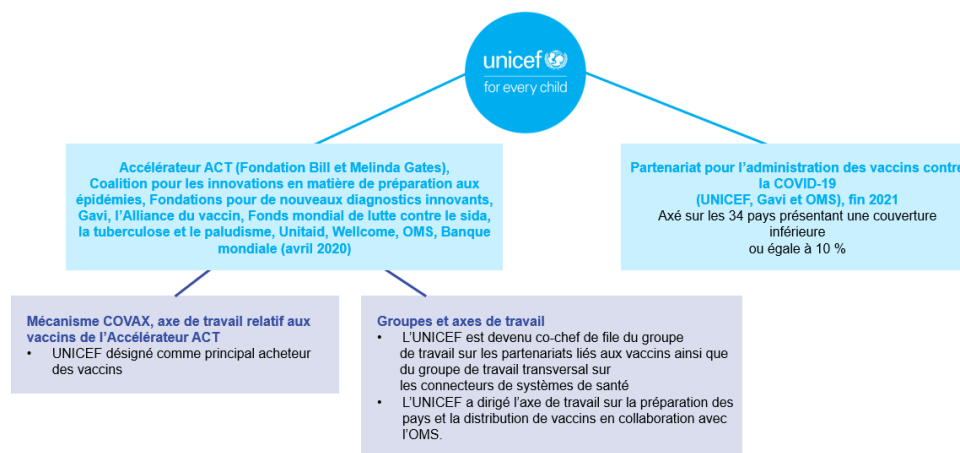 unicef
for every child
Accélérateur ACT (Fondation Bill et Melinda Gates),
Coalition pour les innovations en matière de préparation aux
épidémies, Fondations pour de nouveaux diagnostics innovants,
Gavi, l’Alliance du vaccin, Fonds mondial de lutte contre le sida,
la tuberculose et le paludisme, Unitaid, Wellcome, OMS, Banque
mondiale (avril 2020)
Partenariat pour l’administration des vaccins contre
la COVID-19
(UNICEF, Gavi et OMS), fin 2021
Axé sur les 34 pays présentant une couverture
inférieure
ou égale à 10 %
Mécanisme COVAX, axe de travail relatif aux
vaccins de l’Accélérateur ACT
• UNICEF désigné comme principal acheteur
des vaccins
Groupes et axes de travail
• L’UNICEF est devenu co-chef de file du groupe
de travail sur les partenariats liés aux vaccins ainsi que
du groupe de travail transversal sur
les connecteurs de systèmes de santé
• L’UNICEF a dirigé l’axe de travail sur la préparation des
pays et la distribution de vaccins en collaboration avec
l’OMS.